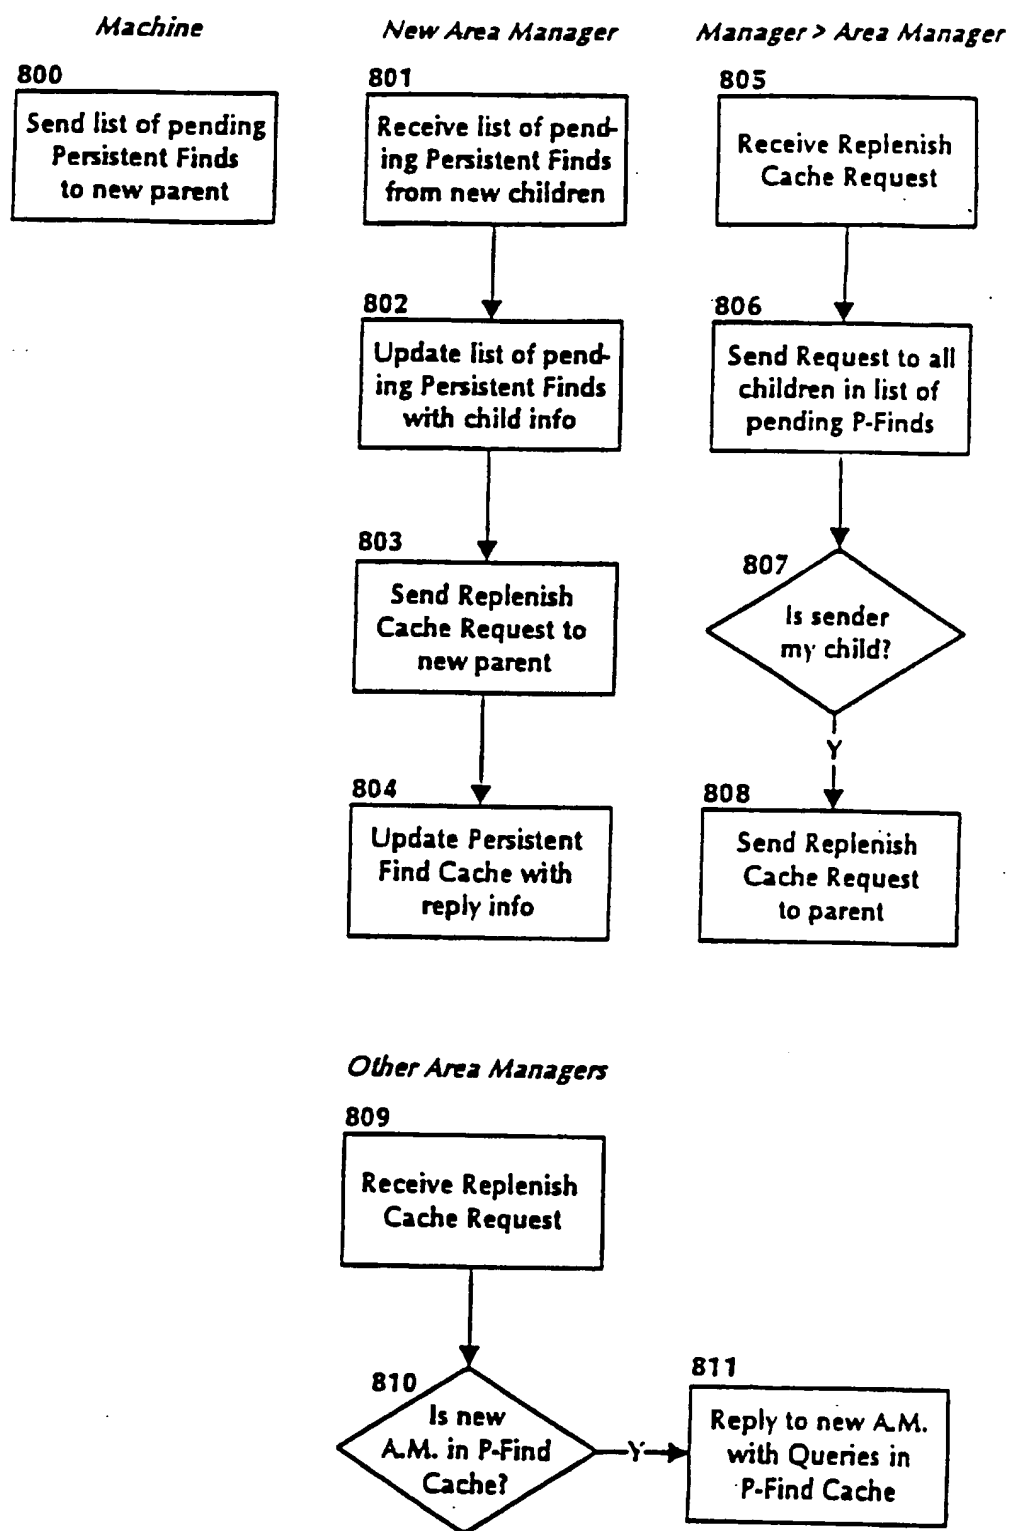 Machine
800
Send list of pending
Persistent Finds
to new parent
New Area Manager
801
Receive list of pend-
ing Persistent Finds
from new children
802
Update list of pend-
ing Persistent Finds
with child info
803
Send Replenish
Cache Request to
new parent
804
Update Persistent
Find Cache with
reply info
Manager > Area Manager
805
Receive Replenish
Cache Request
806
Send Request to all
children in list of
pending P-Finds
807
Is sender
my child?
Y
808
Send Replenish
Cache Request
to parent
Other Area Managers
809
Receive Replenish
Cache Request
810
Is new
A.M. in P-Find
Cache?
Y
811
Reply to new A.M.
with Queries in
P-Find Cache